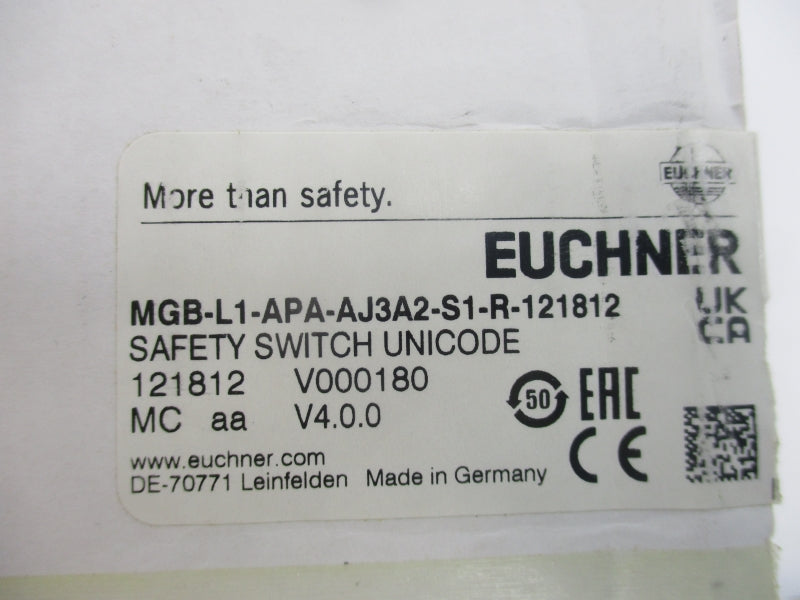 More than safety.
EUCHNER
EUCHNER
MGB-L1-APA-AJ3A2-S1-R-121812
SAFETY SWITCH UNICODE
UK
CA
121812 V000180
MC aa V4.0.0
50
EAC
CE
www.euchner.com
DE-70771 Leinfelden Made in Germany